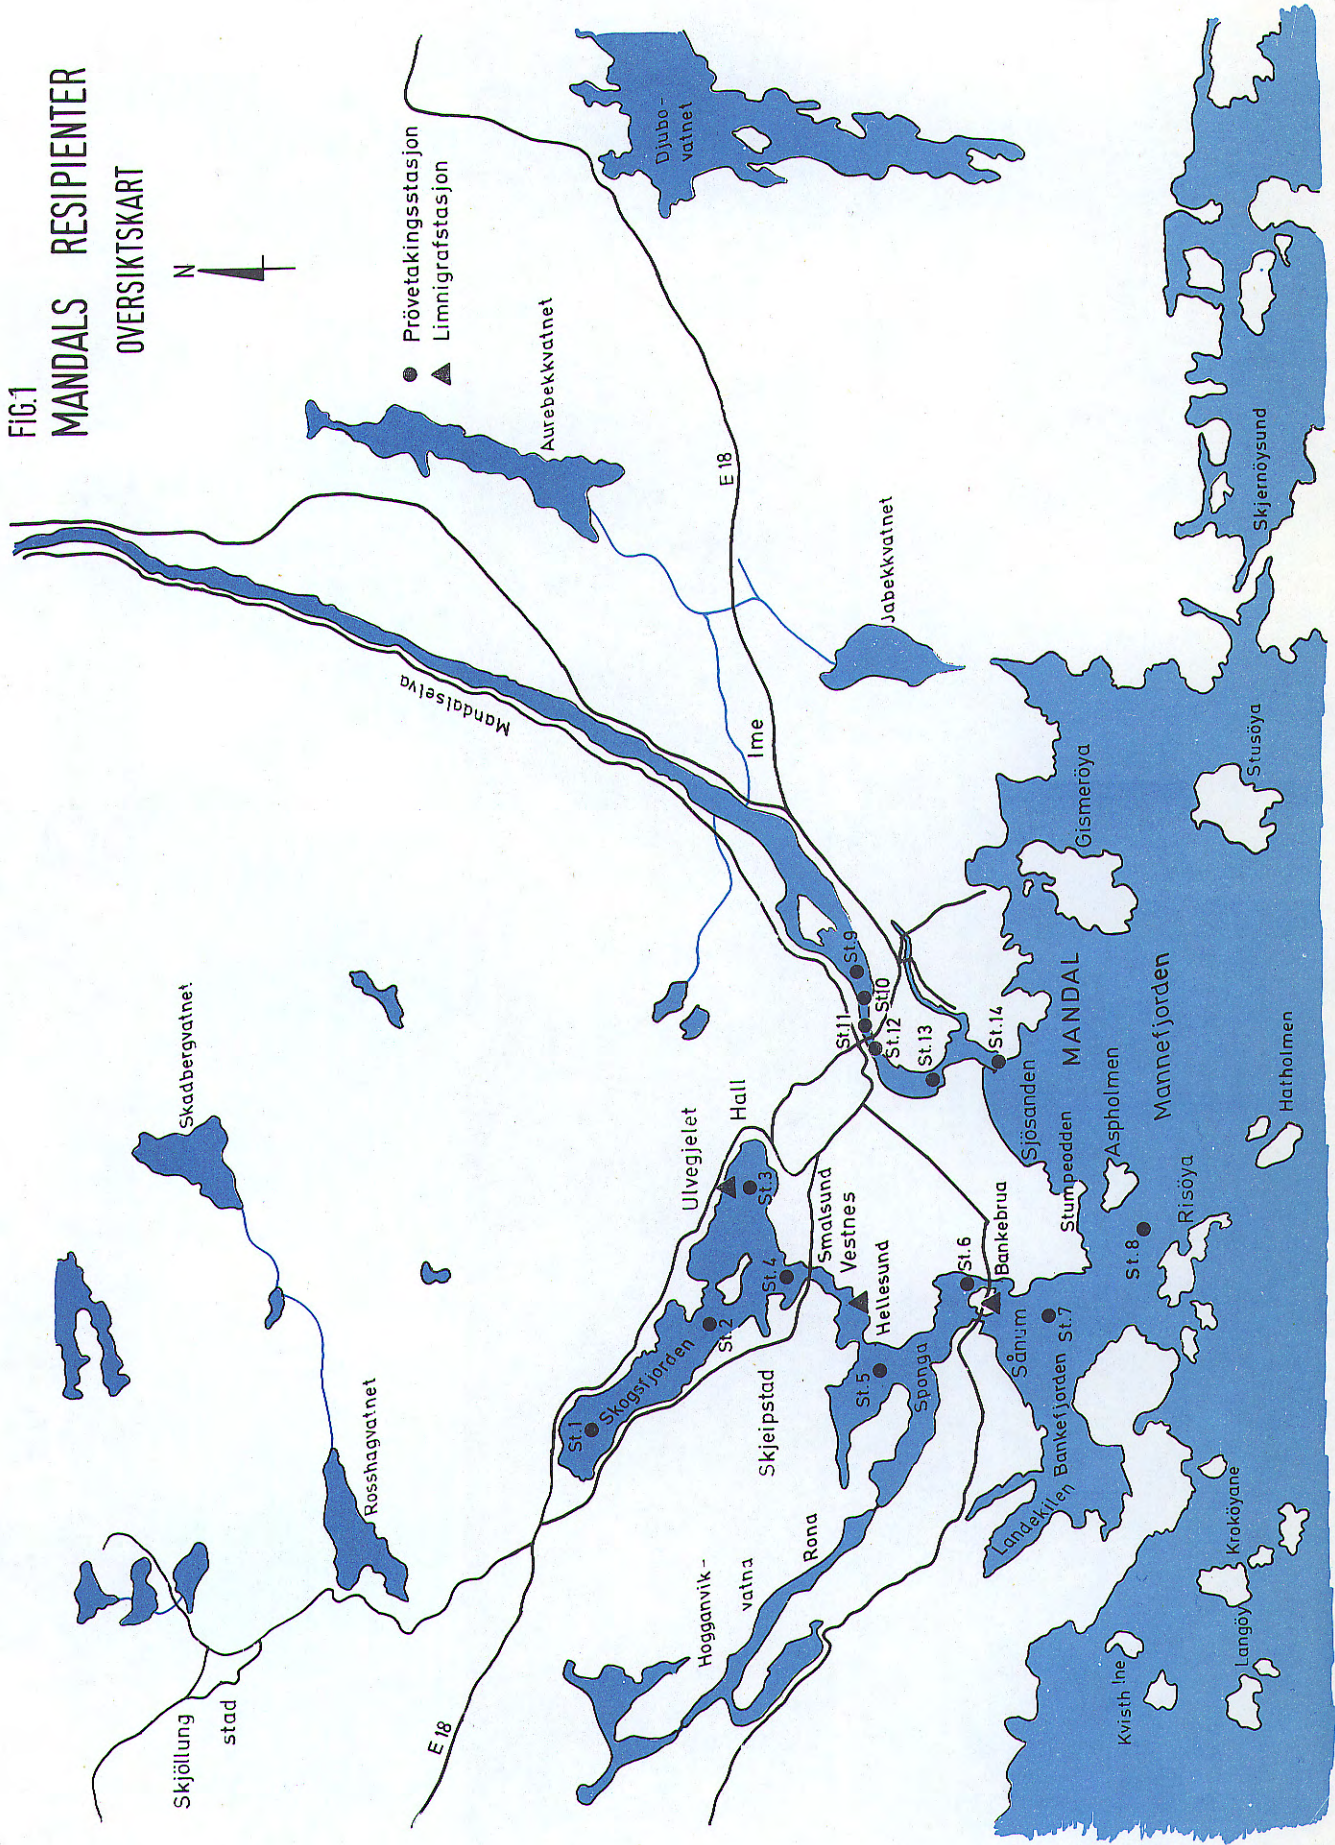 FIG.1
MANDALS RESIPIENTER
OVERSIKTSKART
N
Prövetakingsstasjon
Limnigrafstasjon
Skjöllung
stad
Rosshagvatnet
Skadbergvatnet
Mandalselva
Aurebekkvatnet
Djubo-
vatnet
E 18
E 18
Jabekkvatnet
Ime
Hogganvik-
vatna
Rona
Skjeipstad
Skogsfjorden
St.1
St.2
St.3
St.4
Ulvegjelet
Hall
Smalsund
Vestnes
Hellesund
St.5
Sponga
St.6
Bankebrua
Sånum
St.7
Bankefjorden
Landekilen
St.8
St.9
St.10
St.11
St.12
St.13
St.14
Sjösanden
MANDAL
Stumpeodden
Aspholmen
Mannefjorden
Risöya
Hatholmen
Gismeröya
Stusöya
Skjernöysund
Kvisth lne
Langöy
Kroköyane